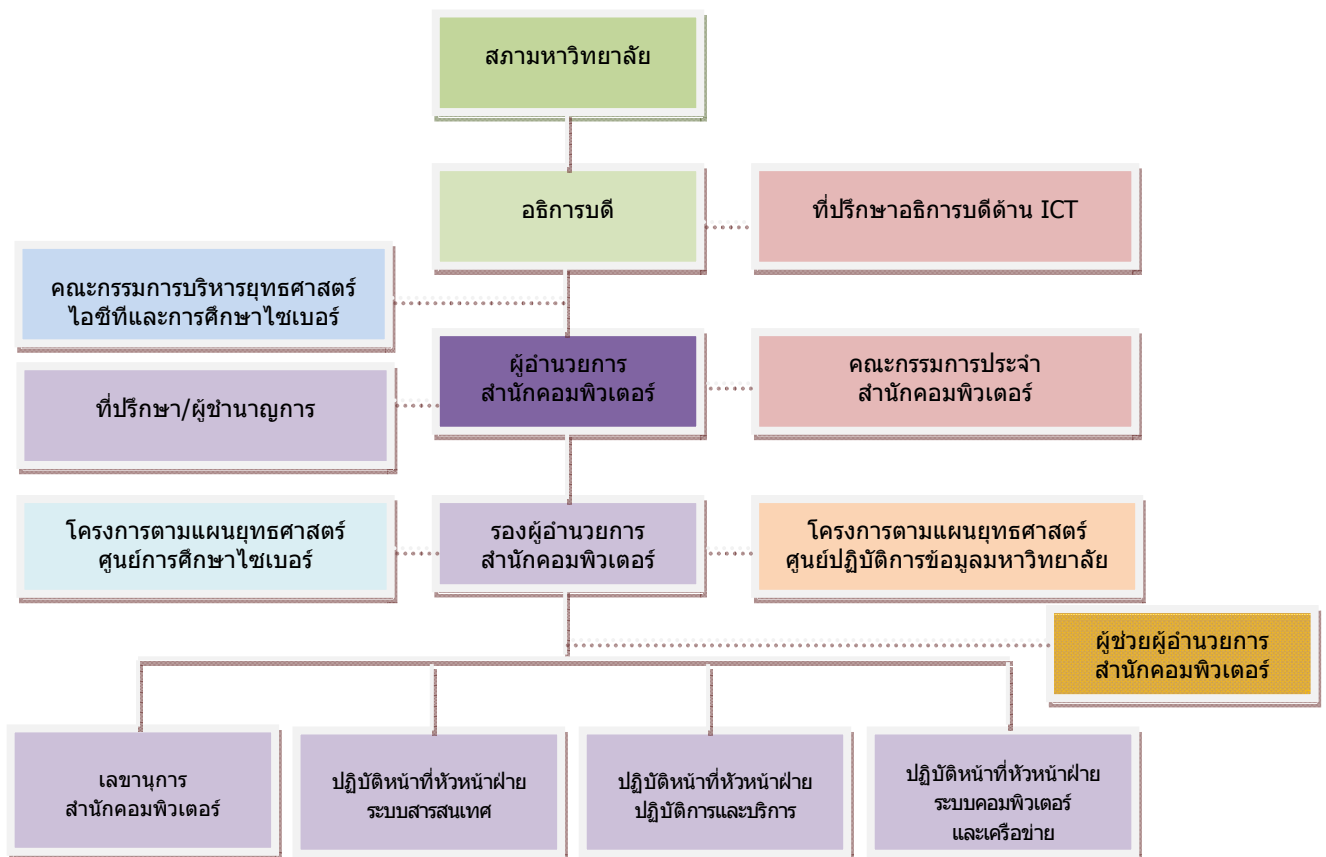 สภามหาวิทยาลัย
อธิการบดี
ที่ปรึกษาอธิการบดีด้าน ICT
คณะกรรมการบริหารยุทธศาสตร์
ไอซีทีและการศึกษาไซเบอร์
ผู้อำนวยการ
สำนักคอมพิวเตอร์
คณะกรรมการประจำ
สำนักคอมพิวเตอร์
ที่ปรึกษา/ผู้ชำนาญการ
โครงการตามแผนยุทธศาสตร์
ศูนย์การศึกษาไซเบอร์
รองผู้อำนวยการ
สำนักคอมพิวเตอร์
โครงการตามแผนยุทธศาสตร์
ศูนย์ปฏิบัติการข้อมูลมหาวิทยาลัย
ผู้ช่วยผู้อำนวยการ
สำนักคอมพิวเตอร์
เลขานุการ
สำนักคอมพิวเตอร์
ปฏิบัติหน้าที่หัวหน้าฝ่าย
ระบบสารสนเทศ
ปฏิบัติหน้าที่หัวหน้าฝ่าย
ปฏิบัติการและบริการ
ปฏิบัติหน้าที่หัวหน้าฝ่าย
ระบบคอมพิวเตอร์
และเครือข่าย